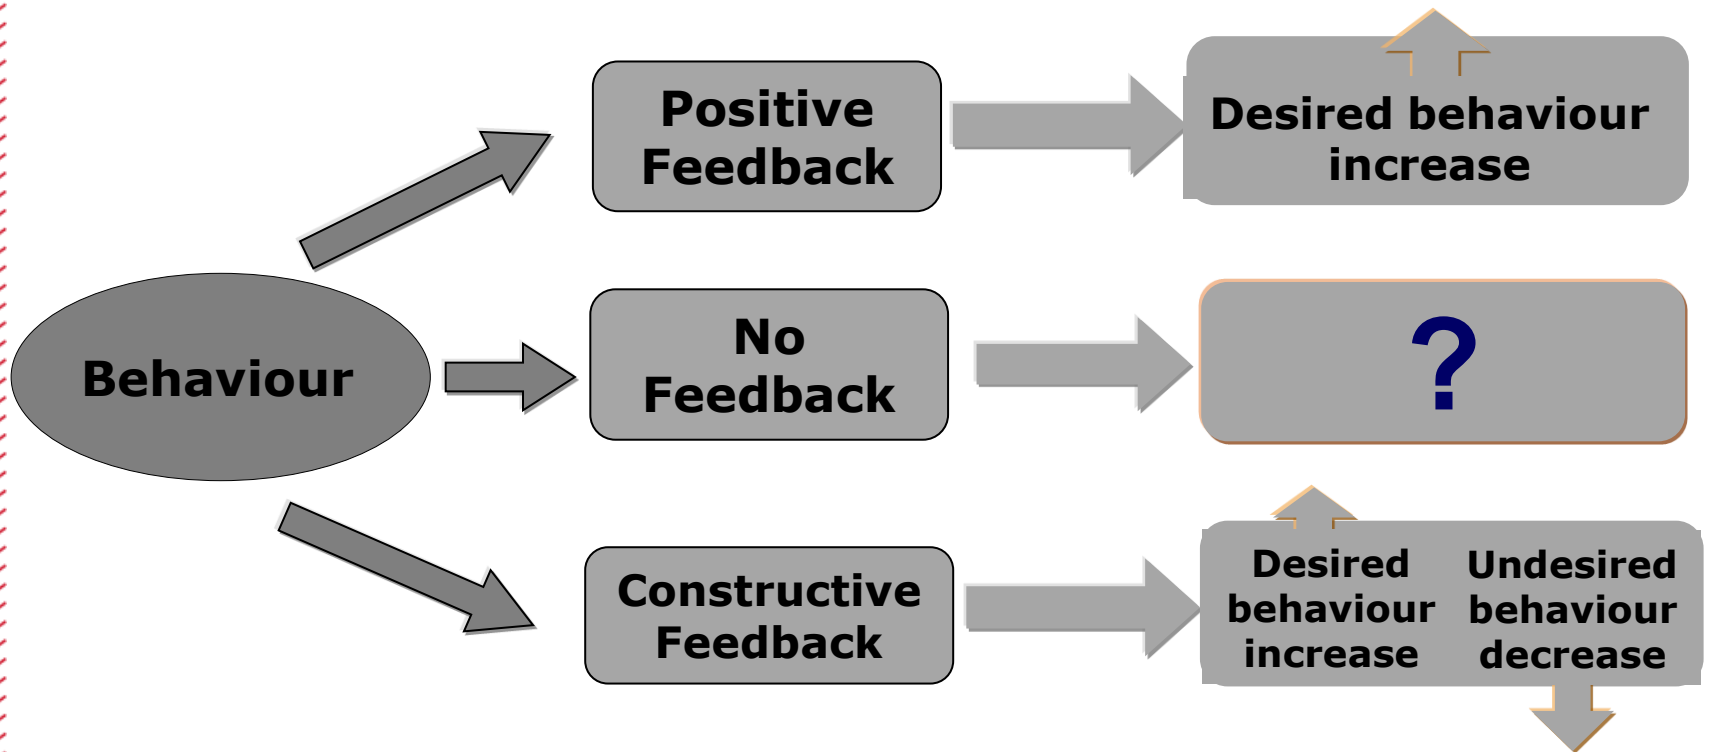 Positive
Feedback
Desired behaviour
increase
Behaviour
No
Feedback
?
Constructive
Feedback
Desired
behaviour
increase
Undesired
behaviour
decrease